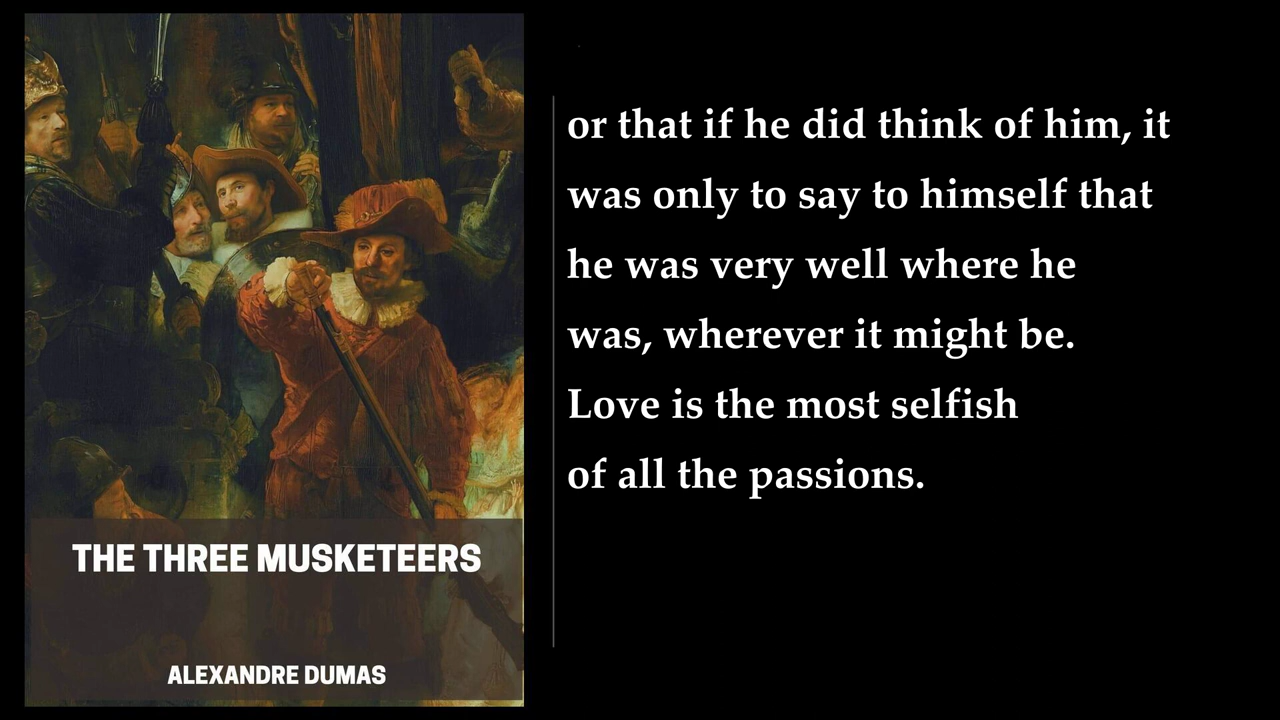 THE THREE MUSKETEERS
ALEXANDRE DUMAS
or that if he did think of him, it
was only to say to himself that
he was very well where he
was, wherever it might be.
Love is the most selfish
of all the passions.